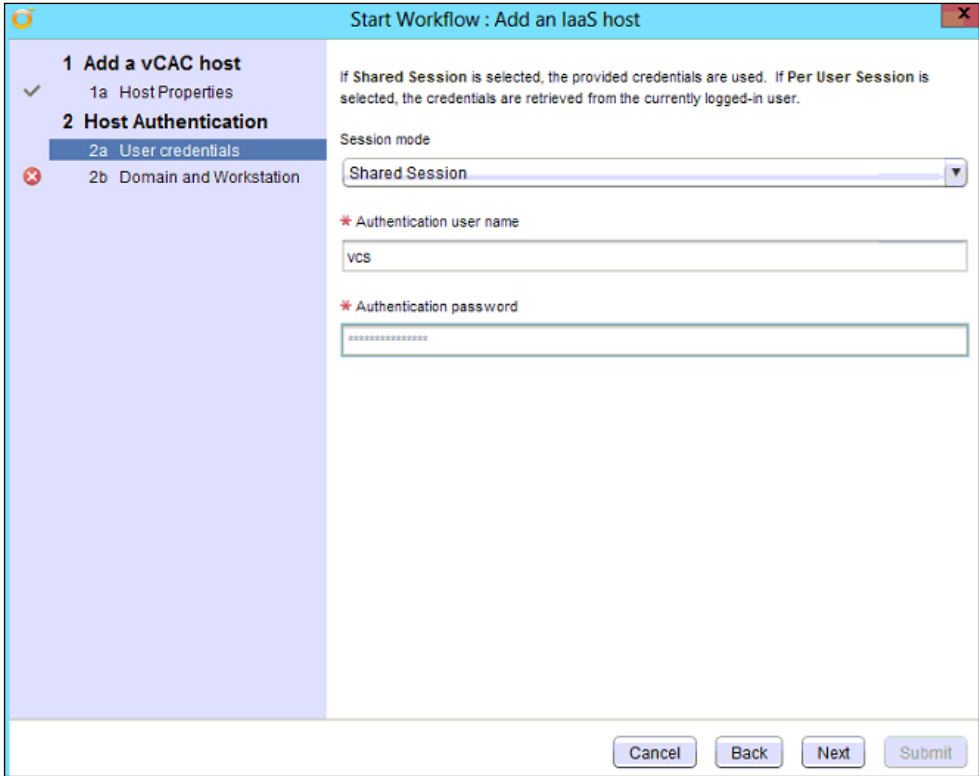 Start Workflow : Add an IaaS host
x
1 Add a vCAC host
1a Host Properties
2 Host Authentication
2a User credentials
2b Domain and Workstation
If Shared Session is selected, the provided credentials are used. If Per User Session is
selected, the credentials are retrieved from the currently logged-in user.
Session mode
Shared Session
* Authentication user name
vcs
* Authentication password
***************
Cancel Back Next Submit